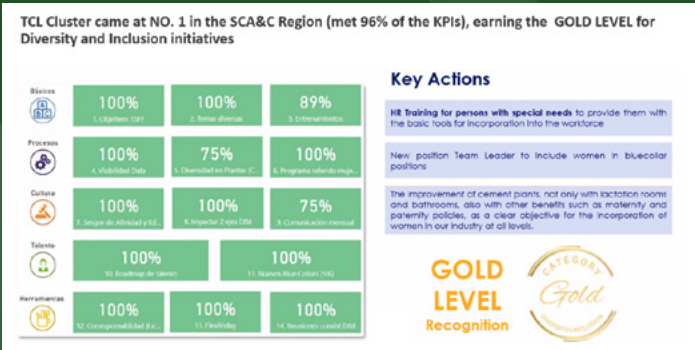 TCL Cluster came at NO. 1 in the SCA&C Region (met 96% of the KPIs), earning the GOLD LEVEL for
Diversity and Inclusion initiatives
Básicos
100%
1. Objetivos SSFF
100%
2. Temas diversas
89%
3. Entrenamientos
Procesos
100%
4. Visibilidad Data
75%
5. Diversidad en Plantas (C...
100%
6. Programa referido muje...
Cultura
100%
7. Sesgos de Afinidad y
100%
8. Impactar 2 ejes D&I
75%
9. Comunicación mensual
Talento
100%
10. Roadmap de talento
100%
11. Nuevos Blue-Collars (5%)
Herramientas
100%
12. Corresponsabilidad (Lic...
100%
13. Flexifriday
100%
14. Reuniones comité D&I
Key Actions
HR Training for persons with special needs to provide them with
the basic tools for incorporation into the workforce
New position Team Leader to include women in bluecollar
positions
The improvement of cement plants, not only with lactation rooms
and bathrooms, also with other benefits such as maternity and
paternity policies, as a clear objective for the incorporation of
women in our industry at all levels.
GOLD
LEVEL
Recognition
CATEGORY
Gold